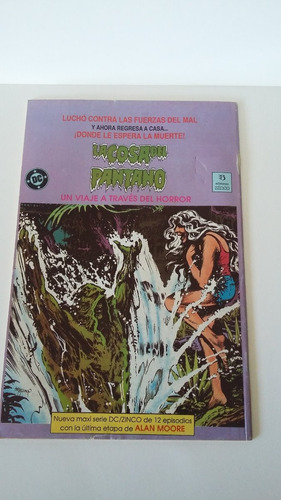 LUCHÓ CONTRA LAS FUERZAS DEL MAL
Y AHORA REGRESA A CASA...
¡DONDE LE ESPERA LA MUERTE!
LA COSA DEL
PANTANO
DC
UN VIAJE A TRAVÉS DEL HORROR
Nueva maxi serie DC/ZINCO de 12 episodios
con la última etapa de ALAN MOORE